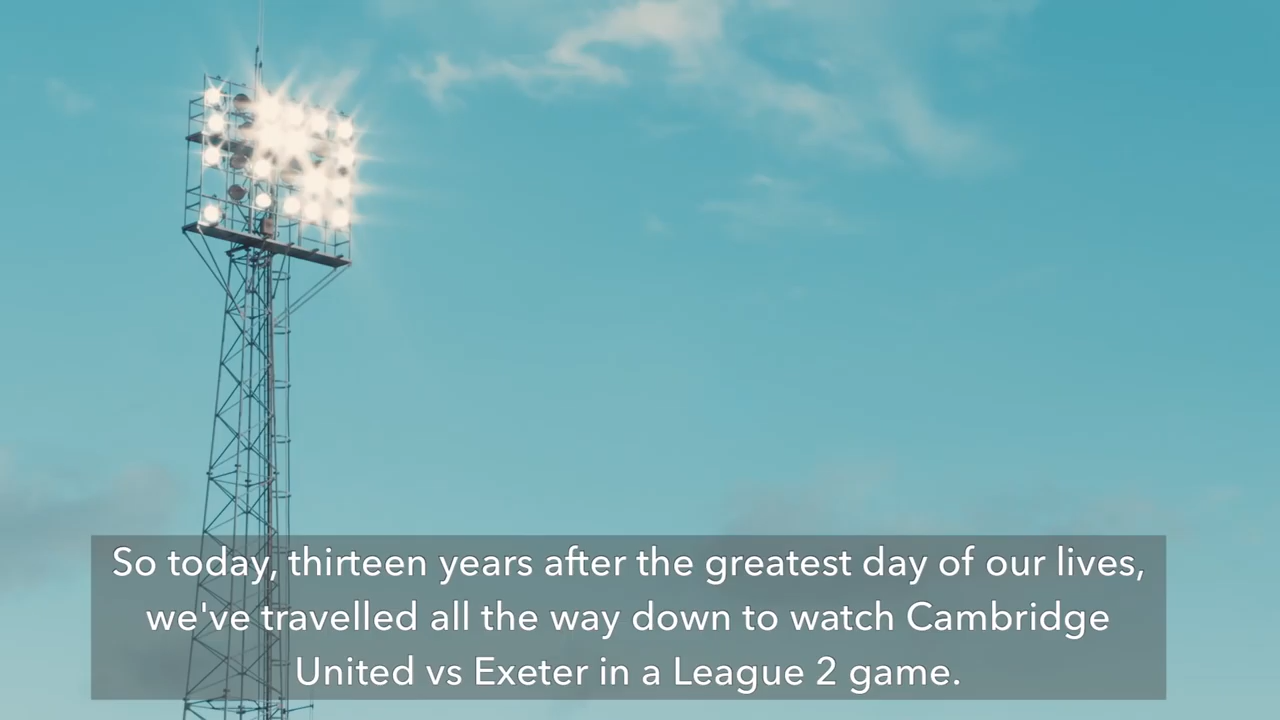 So today, thirteen years after the greatest day of our lives,
we've travelled all the way down to watch Cambridge
United vs Exeter in a League 2 game.